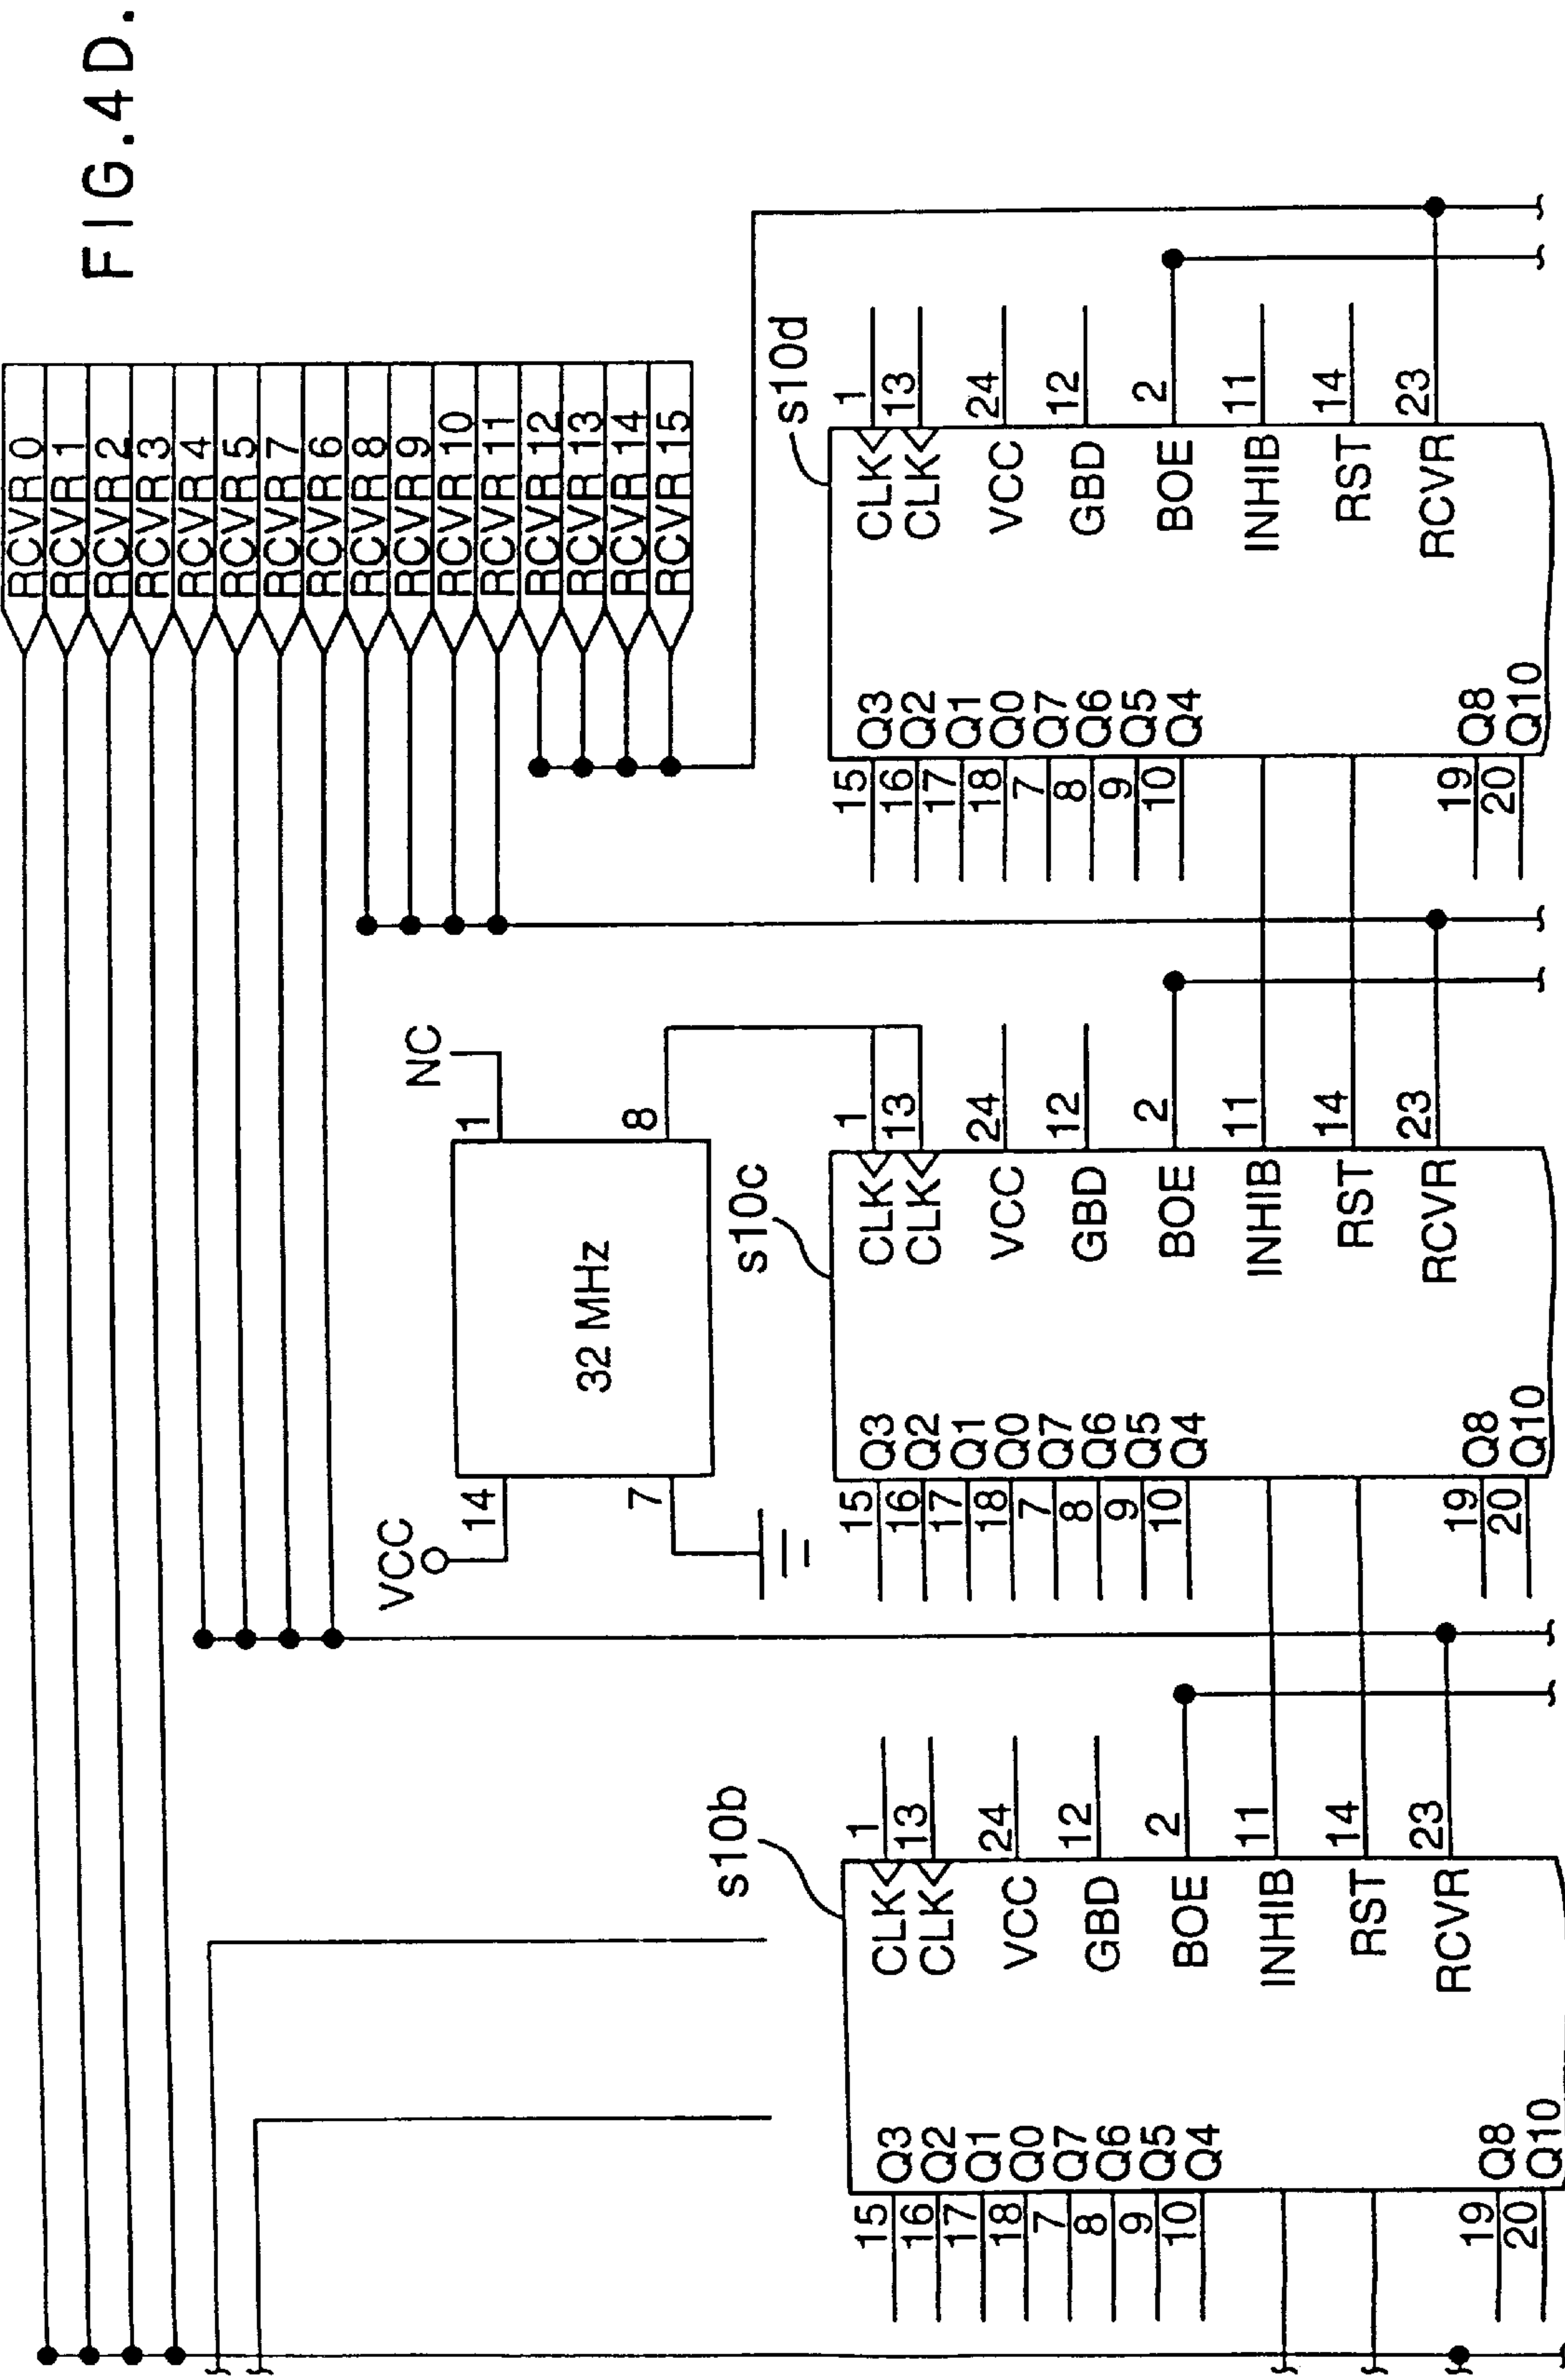 FIG.4D.
RCVR 0
RCVR 1
RCVR 2
RCVR 3
RCVR 4
RCVR 5
RCVR 7
RCVR 6
RCVR 8
RCVR 9
RCVR 10
RCVR 11
RCVR 12
RCVR 13
RCVR 14
RCVR 15
VCC
NC
14
1
32 MHz
7
8
s10b
15 Q3 CLK 1
16 Q2 CLK 13
17 Q1
18 Q0 VCC 24
7 Q7
8 Q6 GBD 12
9 Q5
10 Q4 BOE 2
INHIB 11
RST 14
RCVR 23
19 Q8
20 Q10
s10c
15 Q3 CLK 1
16 Q2 CLK 13
17 Q1
18 Q0 VCC 24
7 Q7
8 Q6 GBD 12
9 Q5
10 Q4 BOE 2
INHIB 11
RST 14
RCVR 23
19 Q8
20 Q10
s10d
15 Q3 CLK 1
16 Q2 CLK 13
17 Q1
18 Q0 VCC 24
7 Q7
8 Q6 GBD 12
9 Q5
10 Q4 BOE 2
INHIB 11
RST 14
RCVR 23
19 Q8
20 Q10